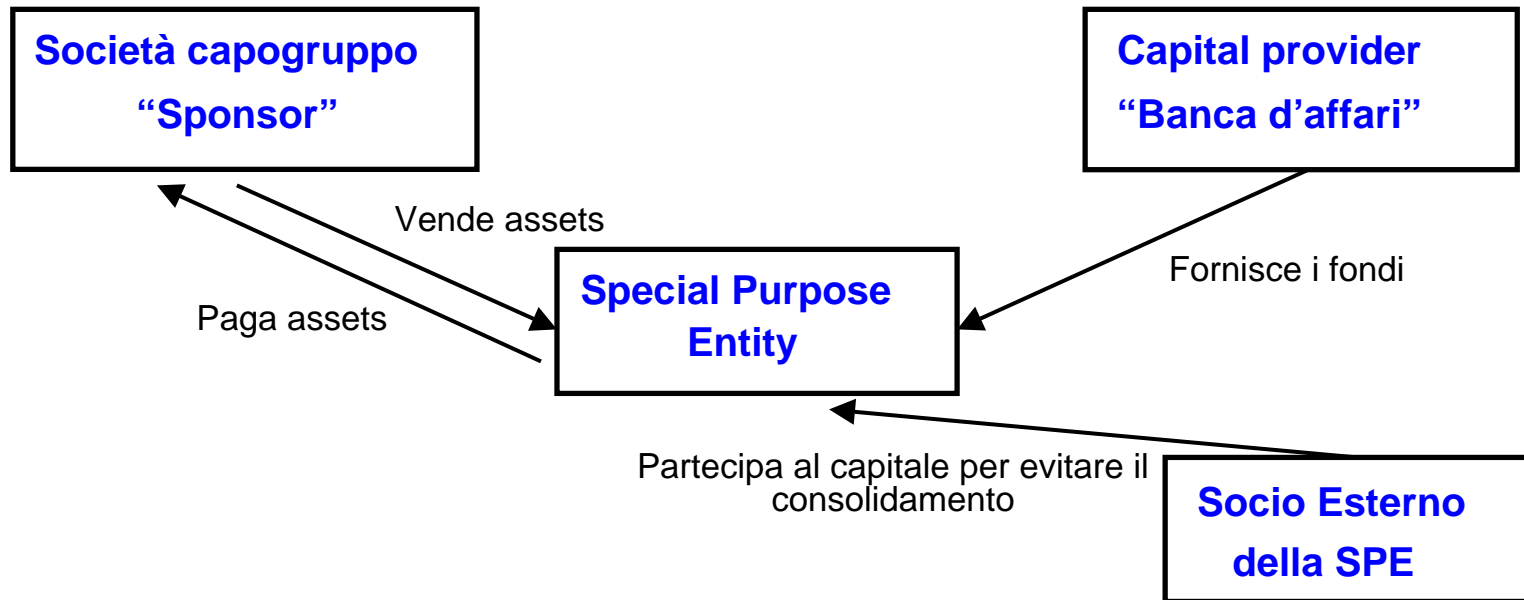 Società capogruppo
“Sponsor”
Capital provider
“Banca d’affari”
Vende assets
Fornisce i fondi
Special Purpose
Entity
Paga assets
Partecipa al capitale per evitare il
consolidamento
Socio Esterno
della SPE